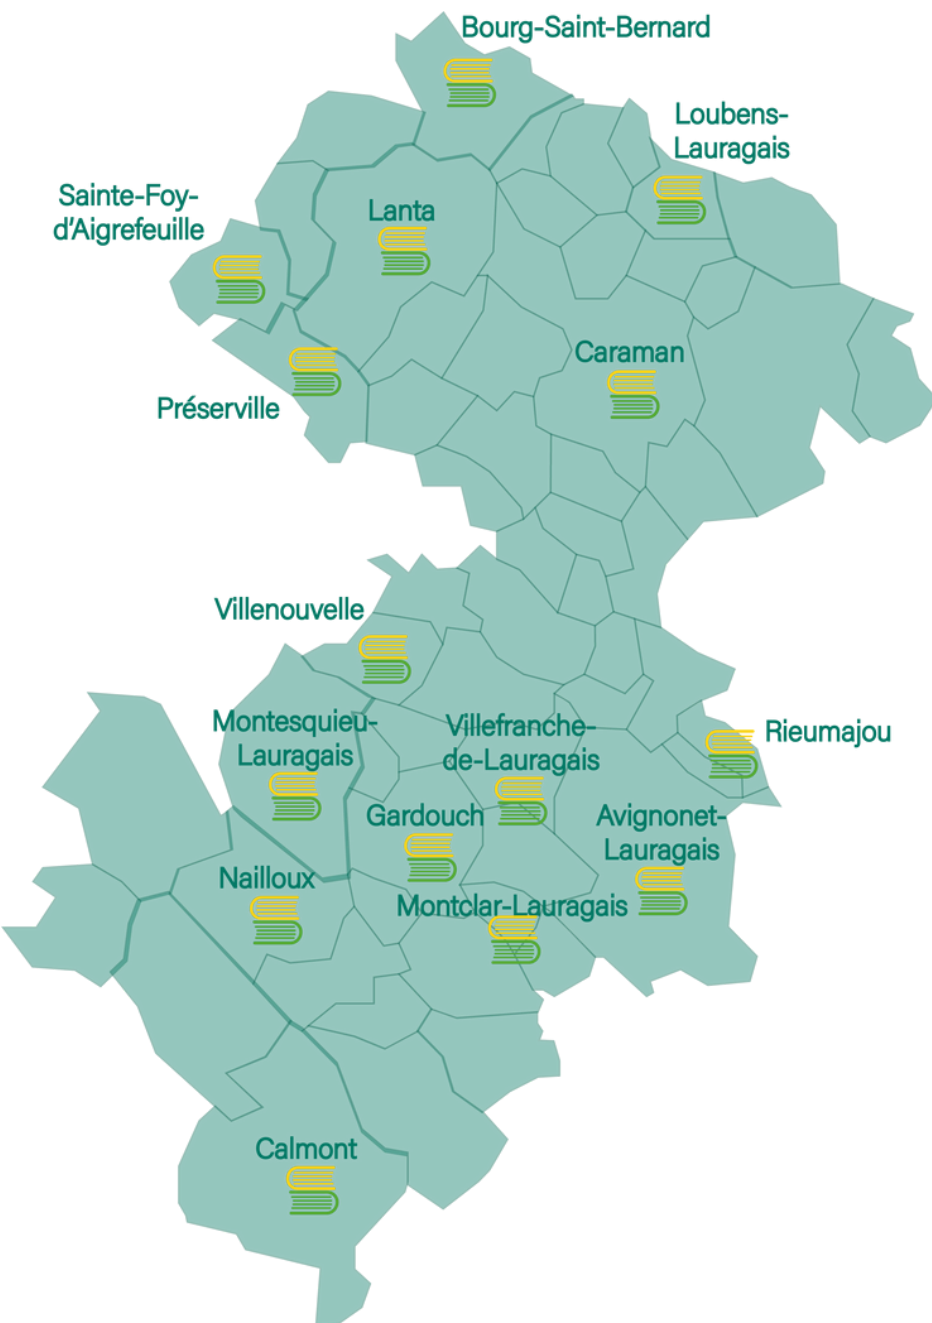 Bourg-Saint-Bernard
Loubens-
Lauragais
Sainte-Foy-
d'Aigrefeuille
Lanta
Caraman
Préserville
Villenouvelle
Montesquieu-
Lauragais
Villefranche-
de-Lauragais
Rieumajou
Gardouch
Avignonet-
Lauragais
Nailloux
Montclar-Lauragais
Calmont